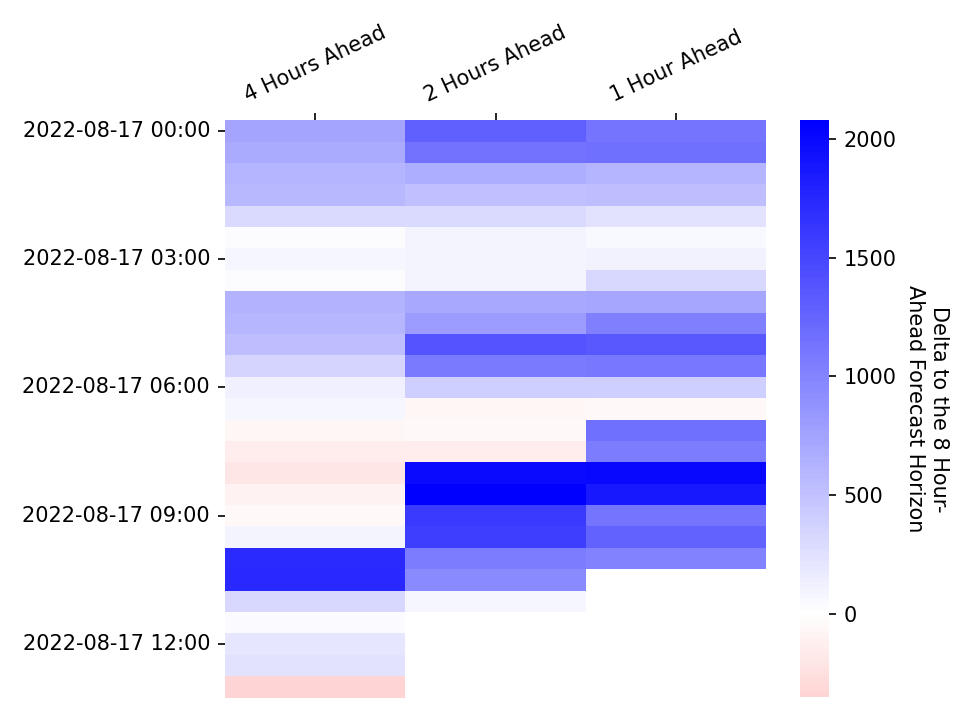 4 Hours Ahead
2 Hours Ahead
1 Hour Ahead
2022-08-17 00:00
2022-08-17 03:00
2022-08-17 06:00
2022-08-17 09:00
2022-08-17 12:00
2000
1500
1000
500
0
Delta to the 8 Hour-
Ahead Forecast Horizon